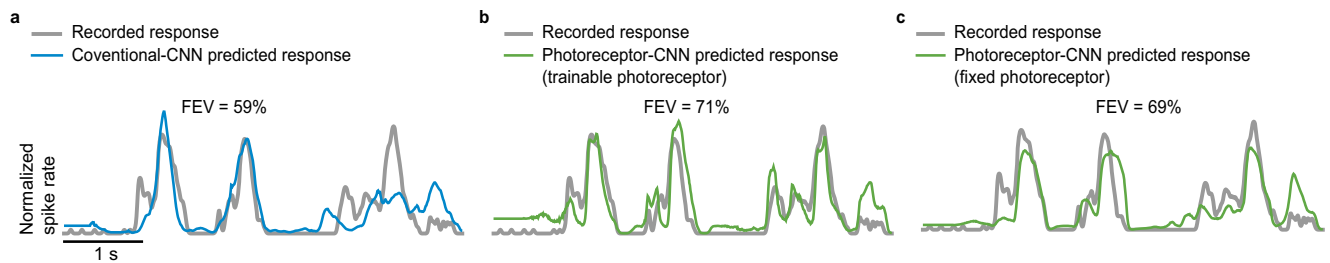 a
Recorded response
Coventional-CNN predicted response
FEV = 59%
Normalized
spike rate
1 s
b
Recorded response
Photoreceptor-CNN predicted response
(trainable photoreceptor)
FEV = 71%
c
Recorded response
Photoreceptor-CNN predicted response
(fixed photoreceptor)
FEV = 69%